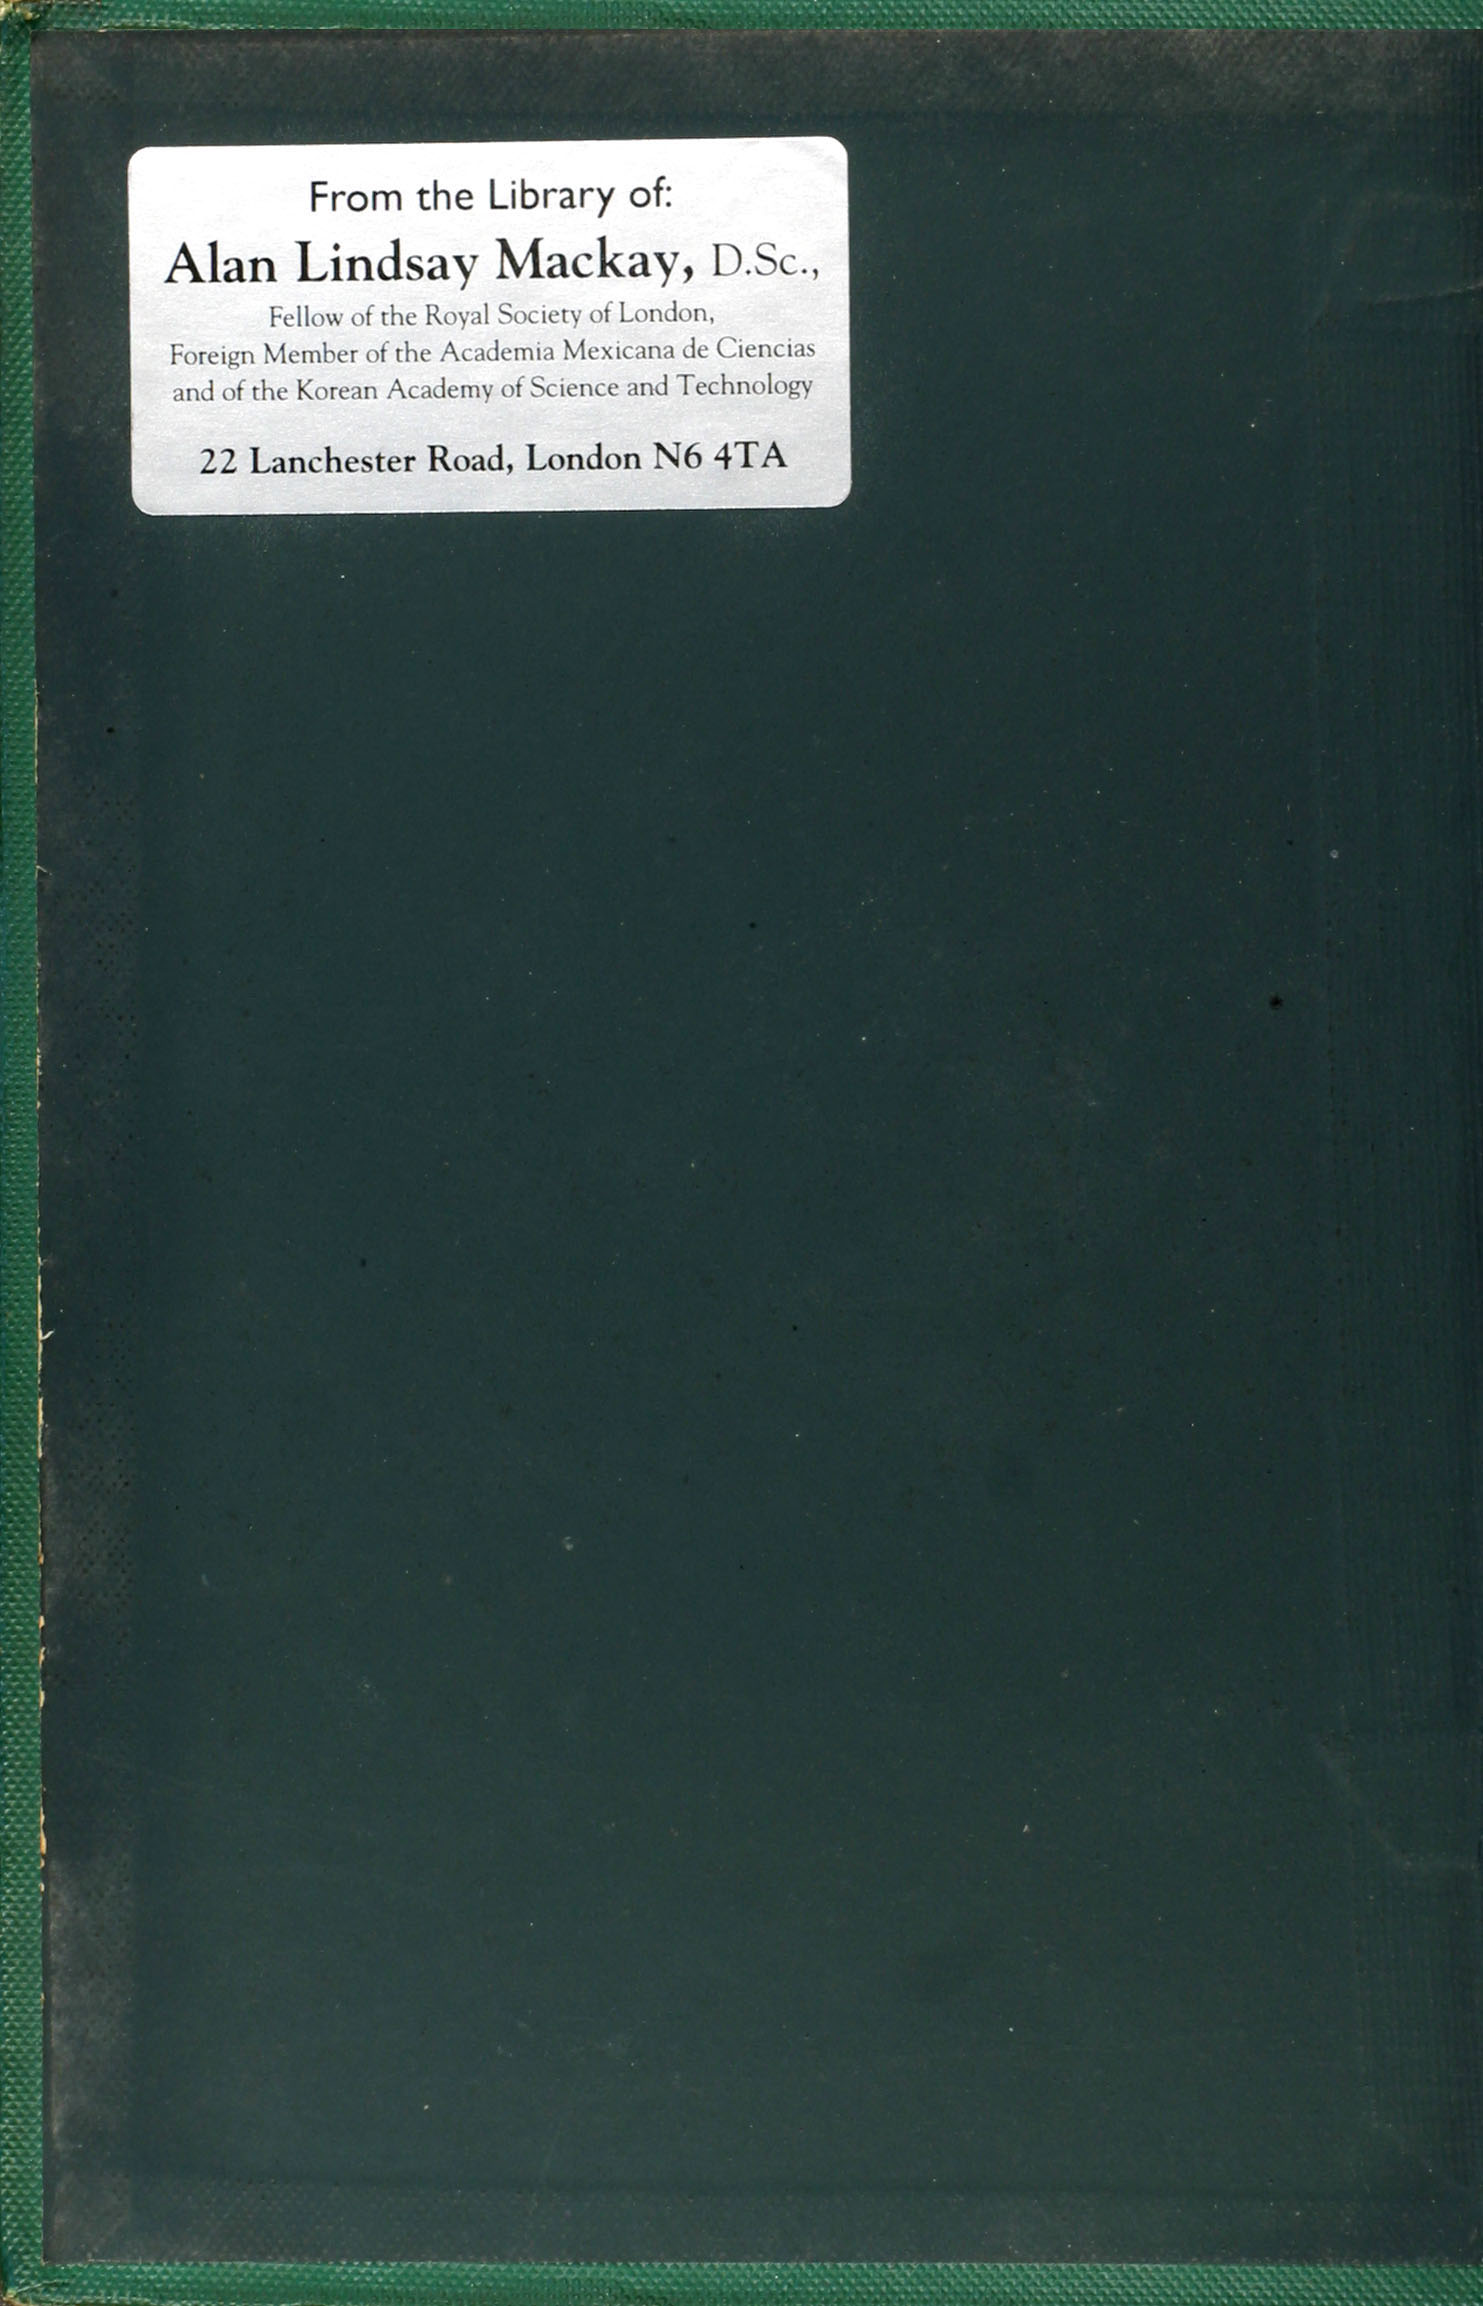 From the Library of:
Alan Lindsay Mackay, D.Sc.,
Fellow of the Royal Society of London,
Foreign Member of the Academia Mexicana de Ciencias
and of the Korean Academy of Science and Technology
22 Lanchester Road, London N6 4TA